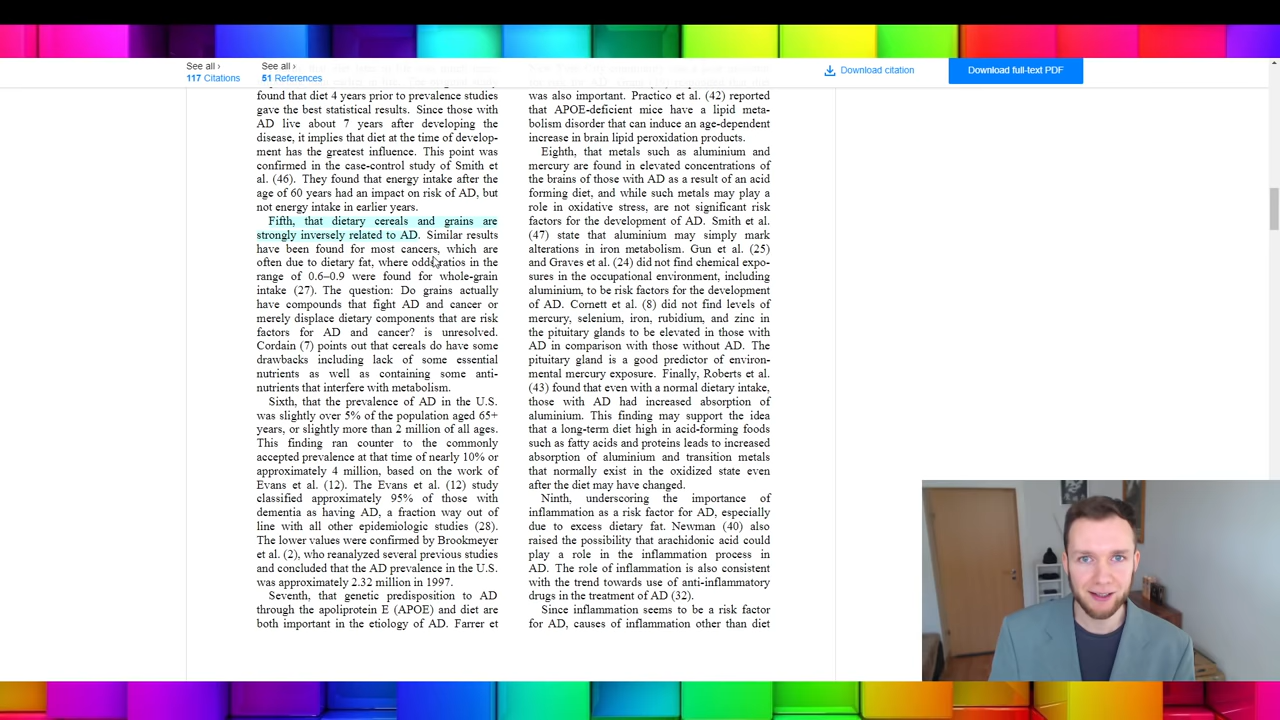 See all ›
117 Citations
See all ›
51 References
Download citation
Download full-text PDF
found that diet 4 years prior to prevalence studies
gave the best statistical results. Since those with
AD live about 7 years after developing the
disease, it implies that diet at the time of develop-
ment has the greatest influence. This point was
confirmed in the case-control study of Smith et
al. (46). They found that energy intake after the
age of 60 years had an impact on risk of AD, but
not energy intake in earlier years.
Fifth, that dietary cereals and grains are
strongly inversely related to AD. Similar results
have been found for most cancers, which are
often due to dietary fat, where odds ratios in the
range of 0.6–0.9 were found for whole-grain
intake (27). The question: Do grains actually
have compounds that fight AD and cancer or
merely displace dietary components that are risk
factors for AD and cancer? is unresolved.
Cordain (7) points out that cereals do have some
drawbacks including lack of some essential
nutrients as well as containing some anti-
nutrients that interfere with metabolism.
Sixth, that the prevalence of AD in the U.S.
was slightly over 5% of the population aged 65+
years, or slightly more than 2 million of all ages.
This finding ran counter to the commonly
accepted prevalence at that time of nearly 10% or
approximately 4 million, based on the work of
Evans et al. (12). The Evans et al. (12) study
classified approximately 95% of those with
dementia as having AD, a fraction way out of
line with all other epidemiologic studies (28).
The lower values were confirmed by Brookmeyer
et al. (2), who reanalyzed several previous studies
and concluded that the AD prevalence in the U.S.
was approximately 2.32 million in 1997.
Seventh, that genetic predisposition to AD
through the apoliprotein E (APOE) and diet are
both important in the etiology of AD. Farrer et
was also important. Practico et al. (42) reported
that APOE-deficient mice have a lipid meta-
bolism disorder that can induce an age-dependent
increase in brain lipid peroxidation products.
Eighth, that metals such as aluminium and
mercury are found in elevated concentrations of
the brains of those with AD as a result of an acid
forming diet, and while such metals may play a
role in oxidative stress, are not significant risk
factors for the development of AD. Smith et al.
(47) state that aluminium may simply mark
alterations in iron metabolism. Gun et al. (25)
and Graves et al. (24) did not find chemical expo-
sures in the occupational environment, including
aluminium, to be risk factors for the development
of AD. Cornett et al. (8) did not find levels of
mercury, selenium, iron, rubidium, and zinc in
the pituitary glands to be elevated in those with
AD in comparison with those without AD. The
pituitary gland is a good predictor of environ-
mental mercury exposure. Finally, Roberts et al.
(43) found that even with a normal dietary intake,
those with AD had increased absorption of
aluminium. This finding may support the idea
that a long-term diet high in acid-forming foods
such as fatty acids and proteins leads to increased
absorption of aluminium and transition metals
that normally exist in the oxidized state even
after the diet may have changed.
Ninth, underscoring the importance of
inflammation as a risk factor for AD, especially
due to excess dietary fat. Newman (40) also
raised the possibility that arachidonic acid could
play a role in the inflammation process in
AD. The role of inflammation is also consistent
with the trend towards use of anti-inflammatory
drugs in the treatment of AD (32).
Since inflammation seems to be a risk factor
for AD, causes of inflammation other than diet